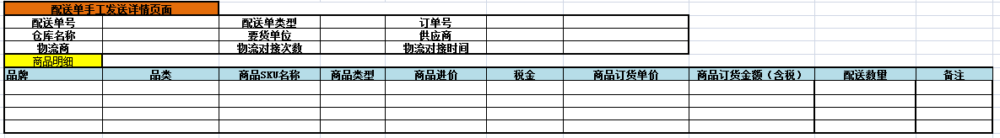 配送单手工发送详情页面
配送单号 配送单类型 订单号
仓库名称 要货单位 供应商
物流商 物流对接次数 物流对接时间
商品明细
品牌 品类 商品SKU名称 商品类型 商品进价 税金 商品订货单价 商品订货金额（含税） 配送数量 备注